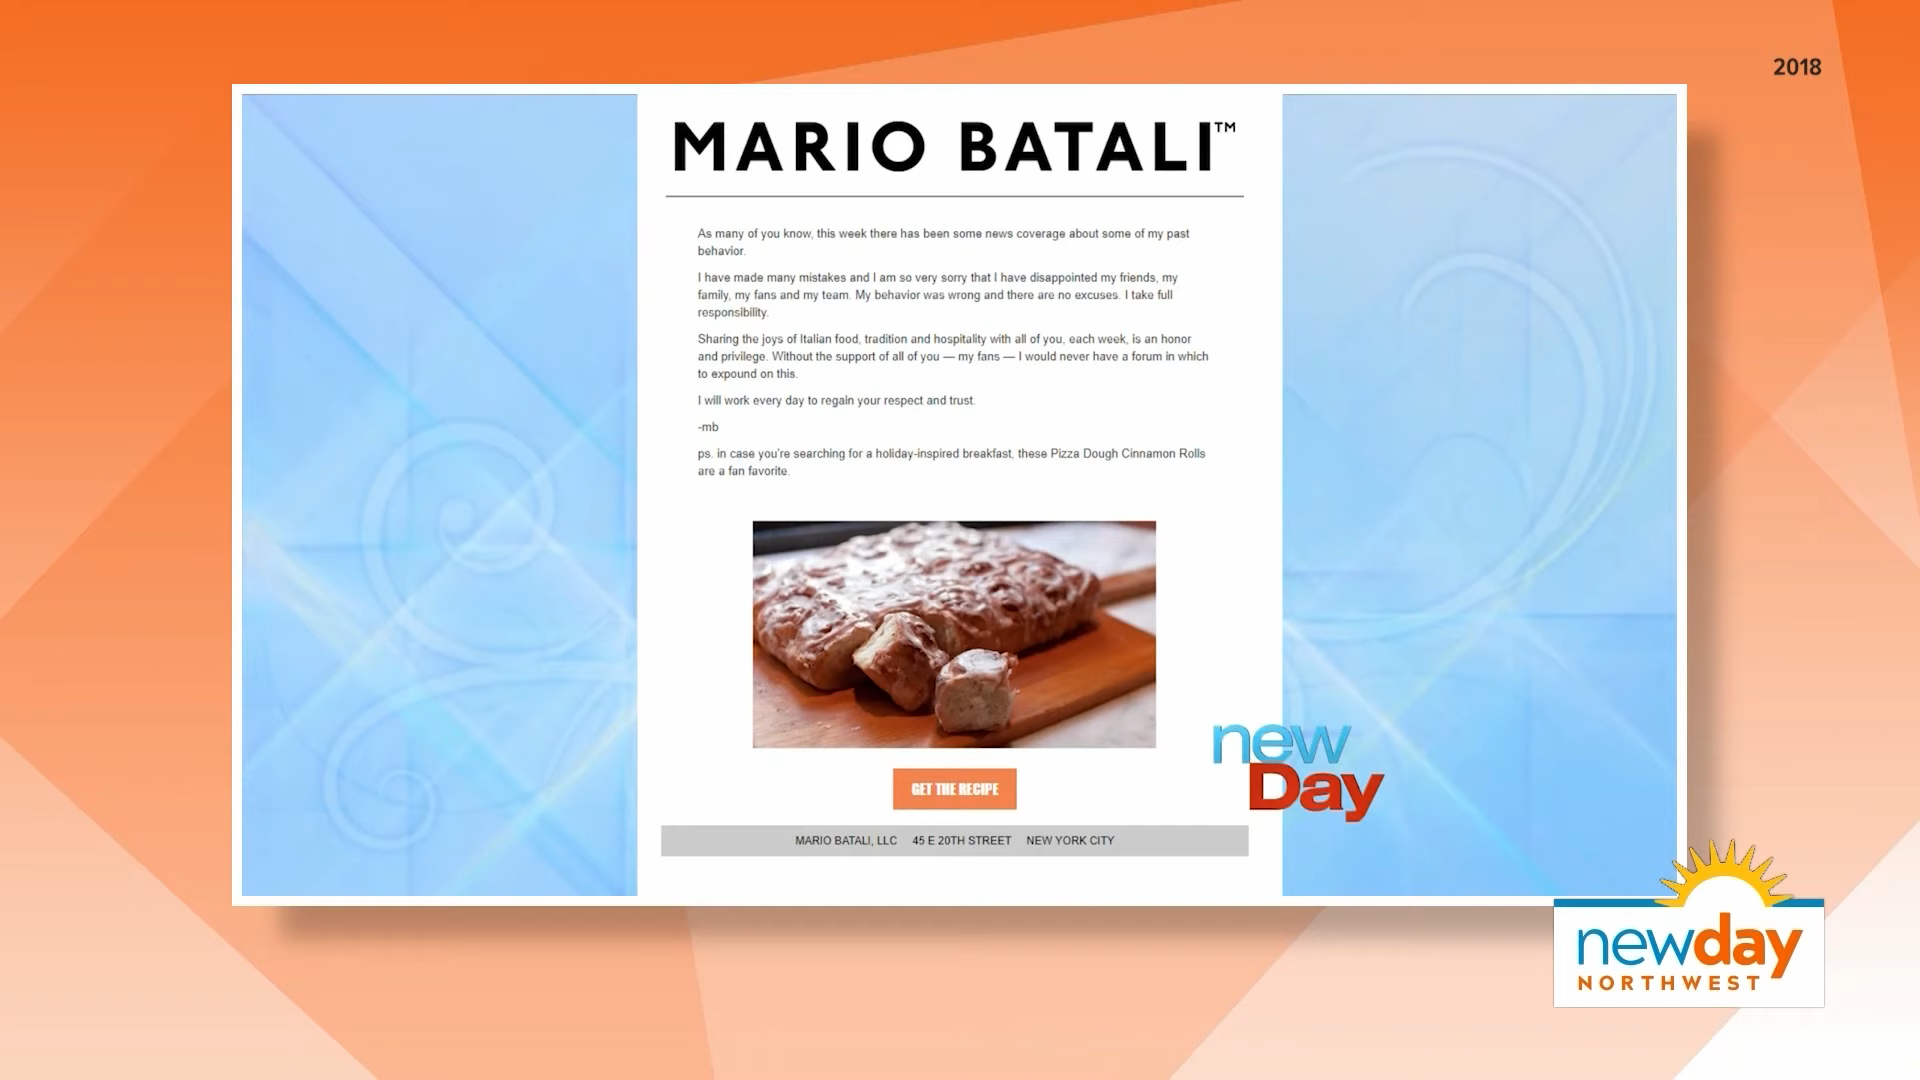 2018
MARIO BATALI™
As many of you know, this week there has been some news coverage about some of my past
behavior.
I have made many mistakes and I am so very sorry that I have disappointed my friends, my
family, my fans and my team. My behavior was wrong and there are no excuses. I take full
responsibility.
Sharing the joys of Italian food, tradition and hospitality with all of you, each week, is an honor
and privilege. Without the support of all of you — my fans — I would never have a forum in which
to expound on this.
I will work every day to regain your respect and trust.
-mb
ps. in case you're searching for a holiday-inspired breakfast, these Pizza Dough Cinnamon Rolls
are a fan favorite.
GET THE RECIPE
MARIO BATALI, LLC 45 E 20TH STREET NEW YORK CITY
new
Day
newday
NORTHWEST